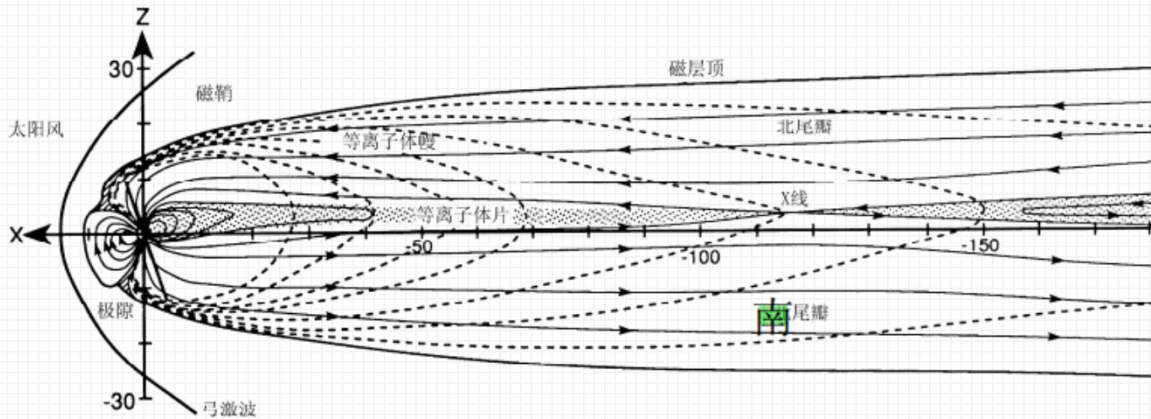 Z
30
磁层顶
磁鞘
太阳风
北尾瓣
等离子体幔
X线
等离子体片
X
-50
-100
-150
极隙
南尾瓣
-30
弓激波